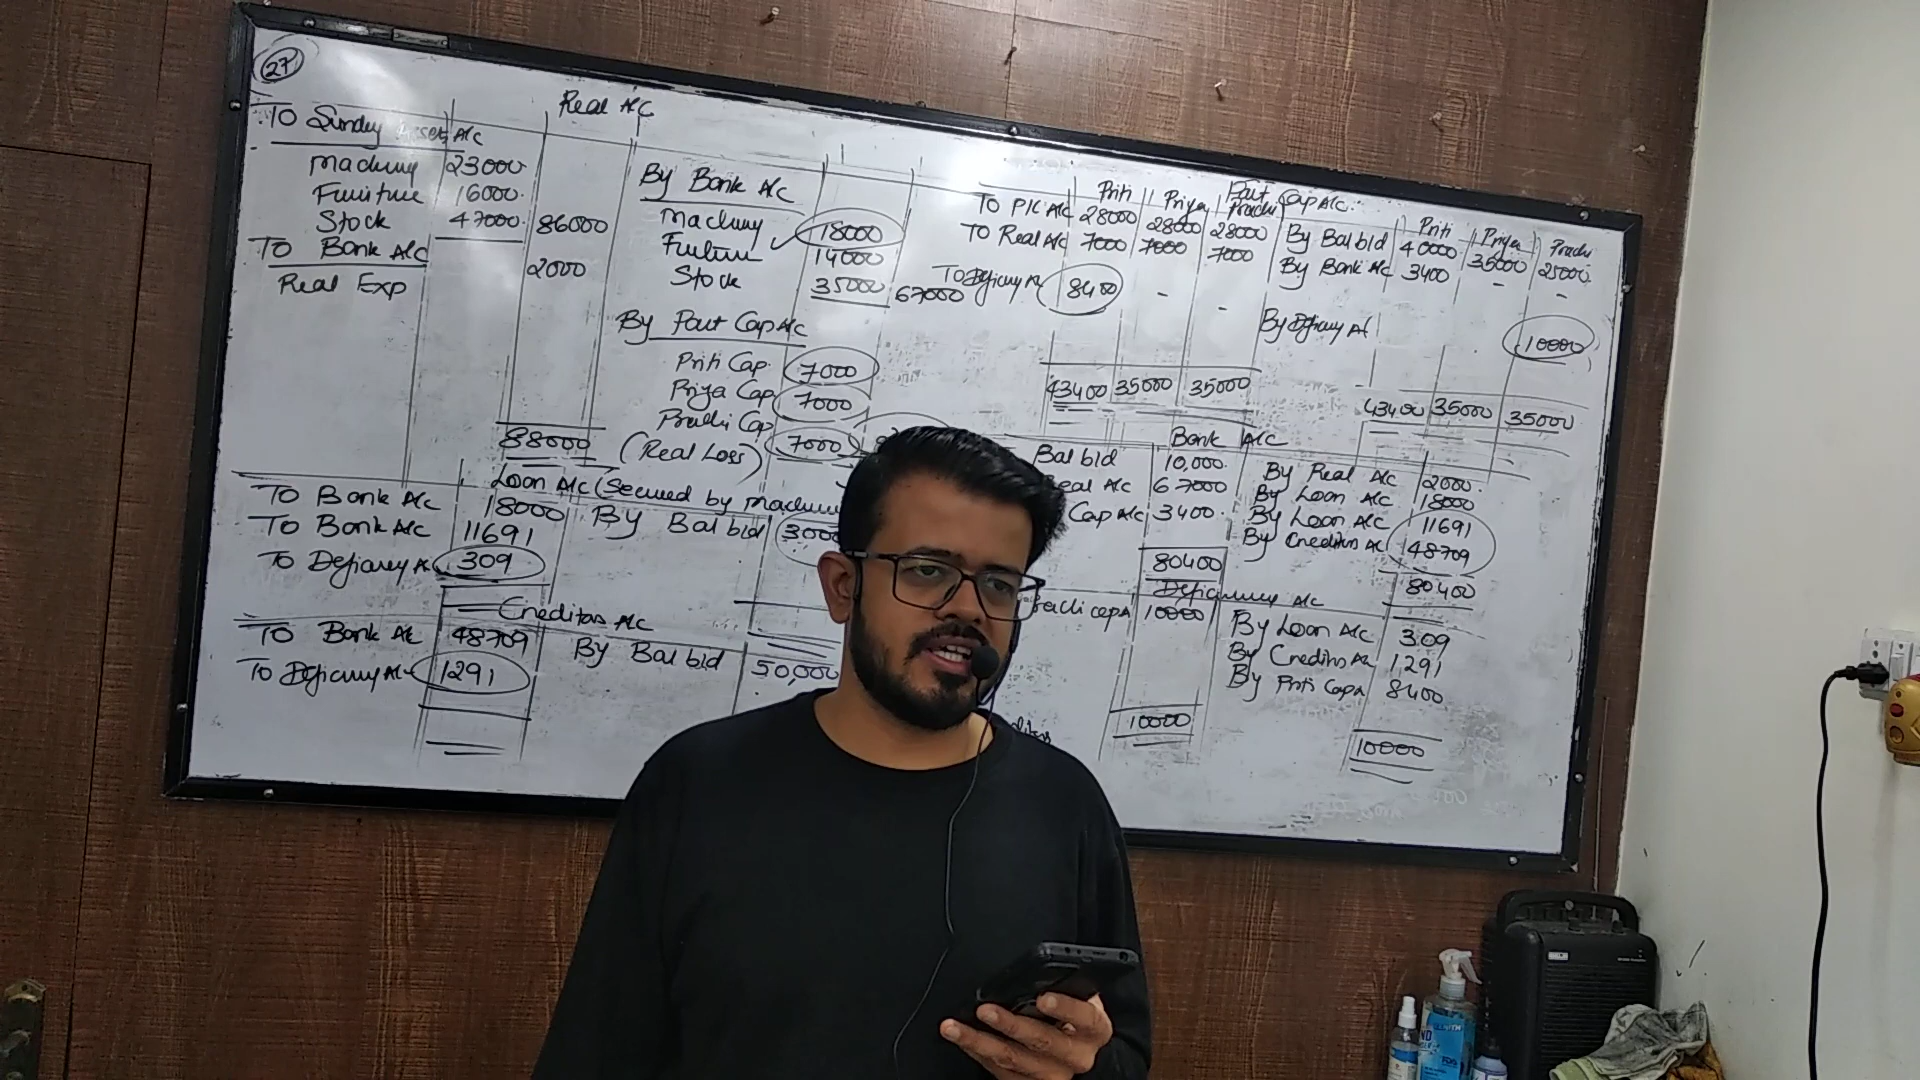 27
Real A/C
To Sundry Assets A/c
Machinery 23000
Furniture 16000
Stock 47000 86000
To Bank A/c
Real Exp 2000
88000
By Bank A/c
Machinery 18000
Furniture 14000
Stock 35000 67000
By Part Cap A/c
Priti Cap 7000
Priya Cap 7000
Prachi Cap 7000
(Real Loss)
Part Cap A/c
Priti Priya Prachi
To P/L A/c 28000 28000 28000
To Real A/c 7000 7000 7000
To Deficiency A/c 8400 - -
43400 35000 35000
Priti Priya Prachi
By Bal b/d 40000 35000 25000
By Bank A/c 3400 - -
By Deficiency A/c 10000
43400 35000 35000
Loan A/c (Secured by machinery
To Bank A/c 18000
To Bank A/c 11691
To Deficiency A/c 309
By Bal b/d
Creditors A/c
To Bank A/c 48709
To Deficiency A/c 1291
By Bal b/d 50,000
Bank A/c
Bal b/d 10,000
Real A/c 67000
Cap A/c 3400
80400
By Real A/c 2000
By Loan A/c 18000
By Loan A/c 11691
By Creditors A/c 48709
80400
Deficiency A/c
10000
10000
By Loan A/c 309
By Creditors A/c 1291
By Priti Cap A/c 8400
10000